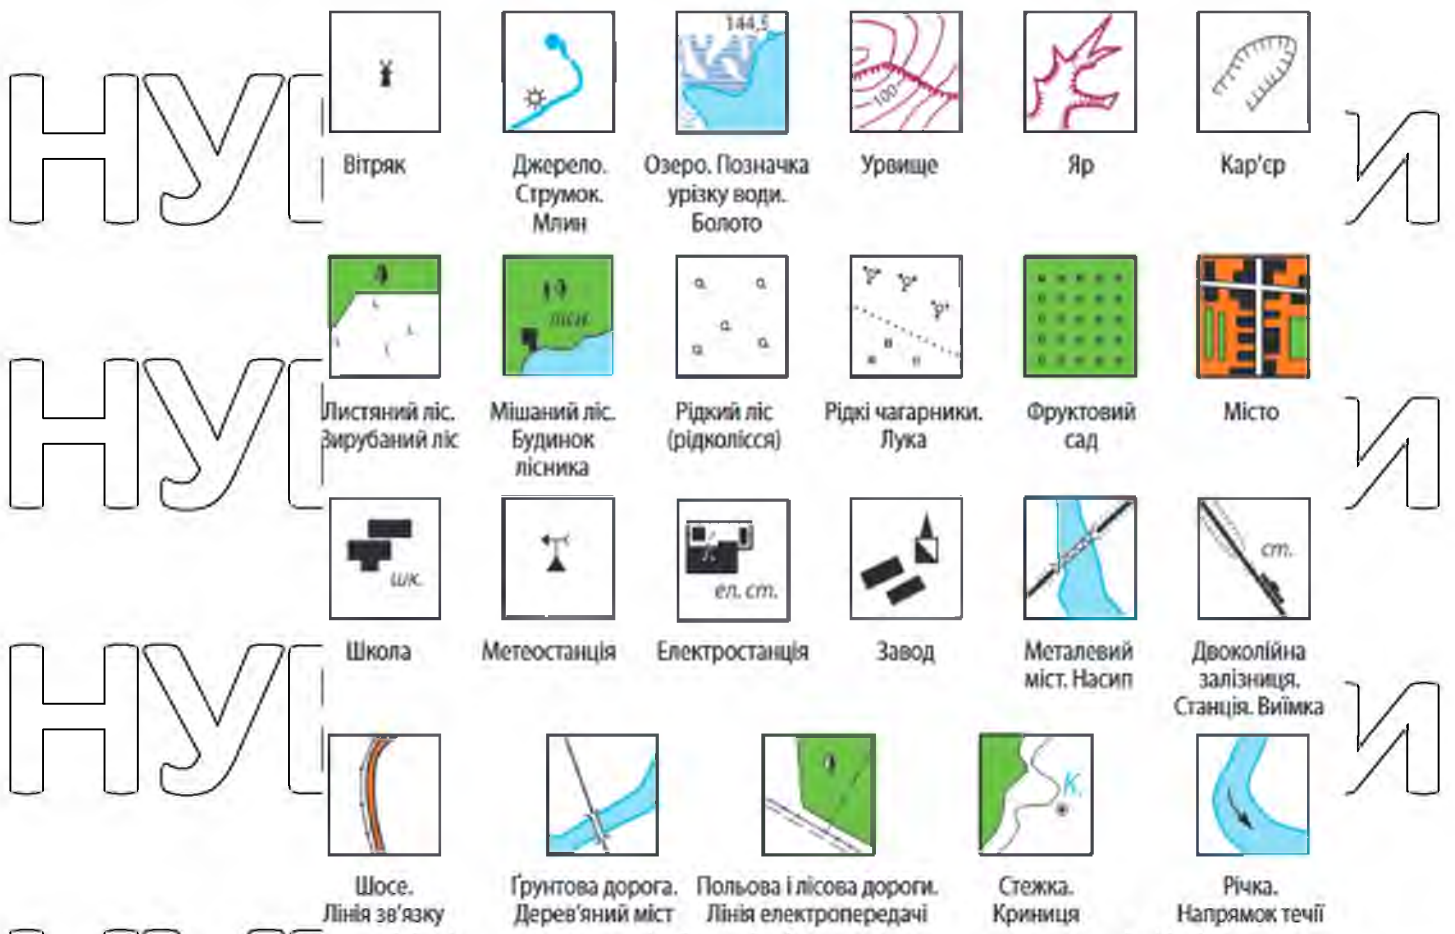 144,5
100
Вітряк
Джерело.
Струмок.
Млин
Озеро. Позначка
урізку води.
Болото
Урвище
Яр
Кар'єр
Листяний ліс.
Вирубаний ліс
лісн.
Мішаний ліс.
Будинок
лісника
Рідкий ліс
(рідколісся)
Рідкі чагарники.
Лука
Фруктовий
сад
Місто
шк.
Школа
Метеостанція
ел. ст.
Електростанція
Завод
Металевий
міст. Насип
ст.
Двоколійна
залізниця.
Станція. Виїмка
Шосе.
Лінія зв'язку
Ґрунтова дорога.
Дерев'яний міст
Польова і лісова дороги.
Лінія електропередачі
К.
Стежка.
Криниця
Річка.
Напрямок течії